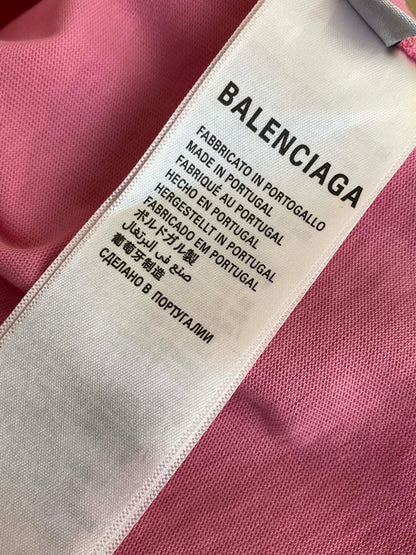 BALENCIAGA
FABBRICATO IN PORTOGALLO
MADE IN PORTUGAL
FABRIQUÉ AU PORTUGAL
HECHO EN PORTUGAL
HERGESTELLT IN PORTUGAL
FABRICADO EM PORTUGAL
ポルトガル製
صنع في البرتغال
葡萄牙制造
СДЕЛАНО В ПОРТУГАЛИИ